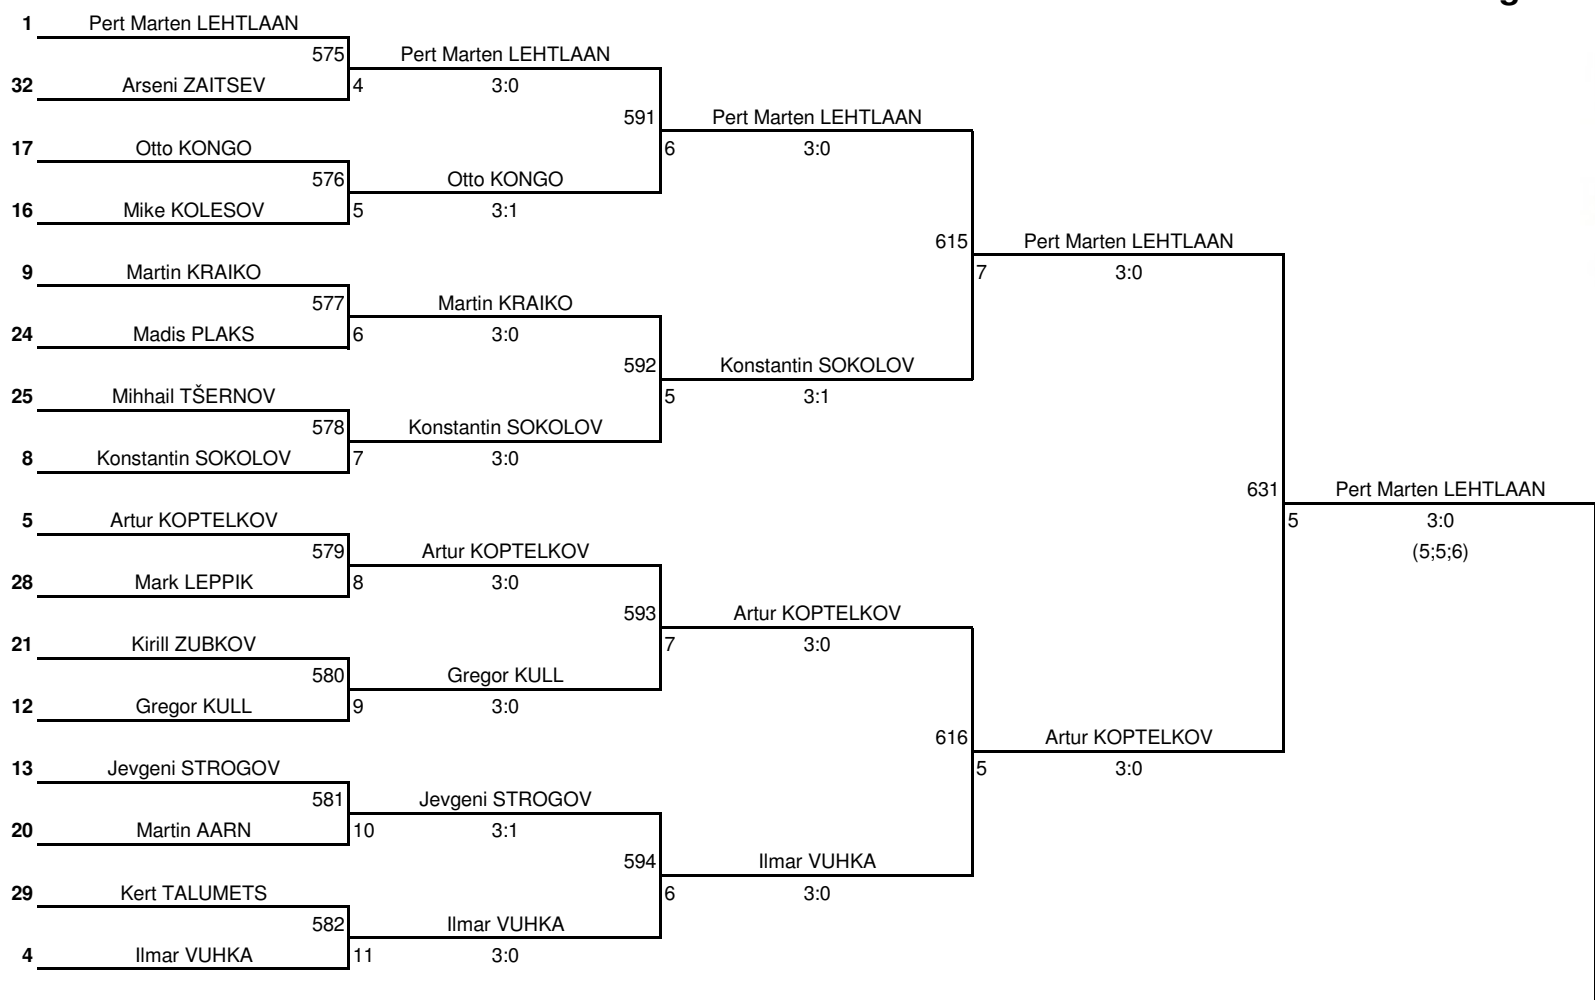 1 Pert Marten LEHTLAAN
575 Pert Marten LEHTLAAN
32 Arseni ZAITSEV 4 3:0
591 Pert Marten LEHTLAAN
17 Otto KONGO 6 3:0
576 Otto KONGO
16 Mike KOLESOV 5 3:1
615 Pert Marten LEHTLAAN
9 Martin KRAIKO 7 3:0
577 Martin KRAIKO
24 Madis PLAKS 6 3:0
592 Konstantin SOKOLOV
25 Mihhail TŠERNOV 5 3:1
578 Konstantin SOKOLOV
8 Konstantin SOKOLOV 7 3:0
631 Pert Marten LEHTLAAN
5 Artur KOPTELKOV 5 3:0
579 Artur KOPTELKOV (5;5;6)
28 Mark LEPPIK 8 3:0
593 Artur KOPTELKOV
21 Kirill ZUBKOV 7 3:0
580 Gregor KULL
12 Gregor KULL 9 3:0
616 Artur KOPTELKOV
13 Jevgeni STROGOV 5 3:0
581 Jevgeni STROGOV
20 Martin AARN 10 3:1
594 Ilmar VUHKA
29 Kert TALUMETS 6 3:0
582 Ilmar VUHKA
4 Ilmar VUHKA 11 3:0